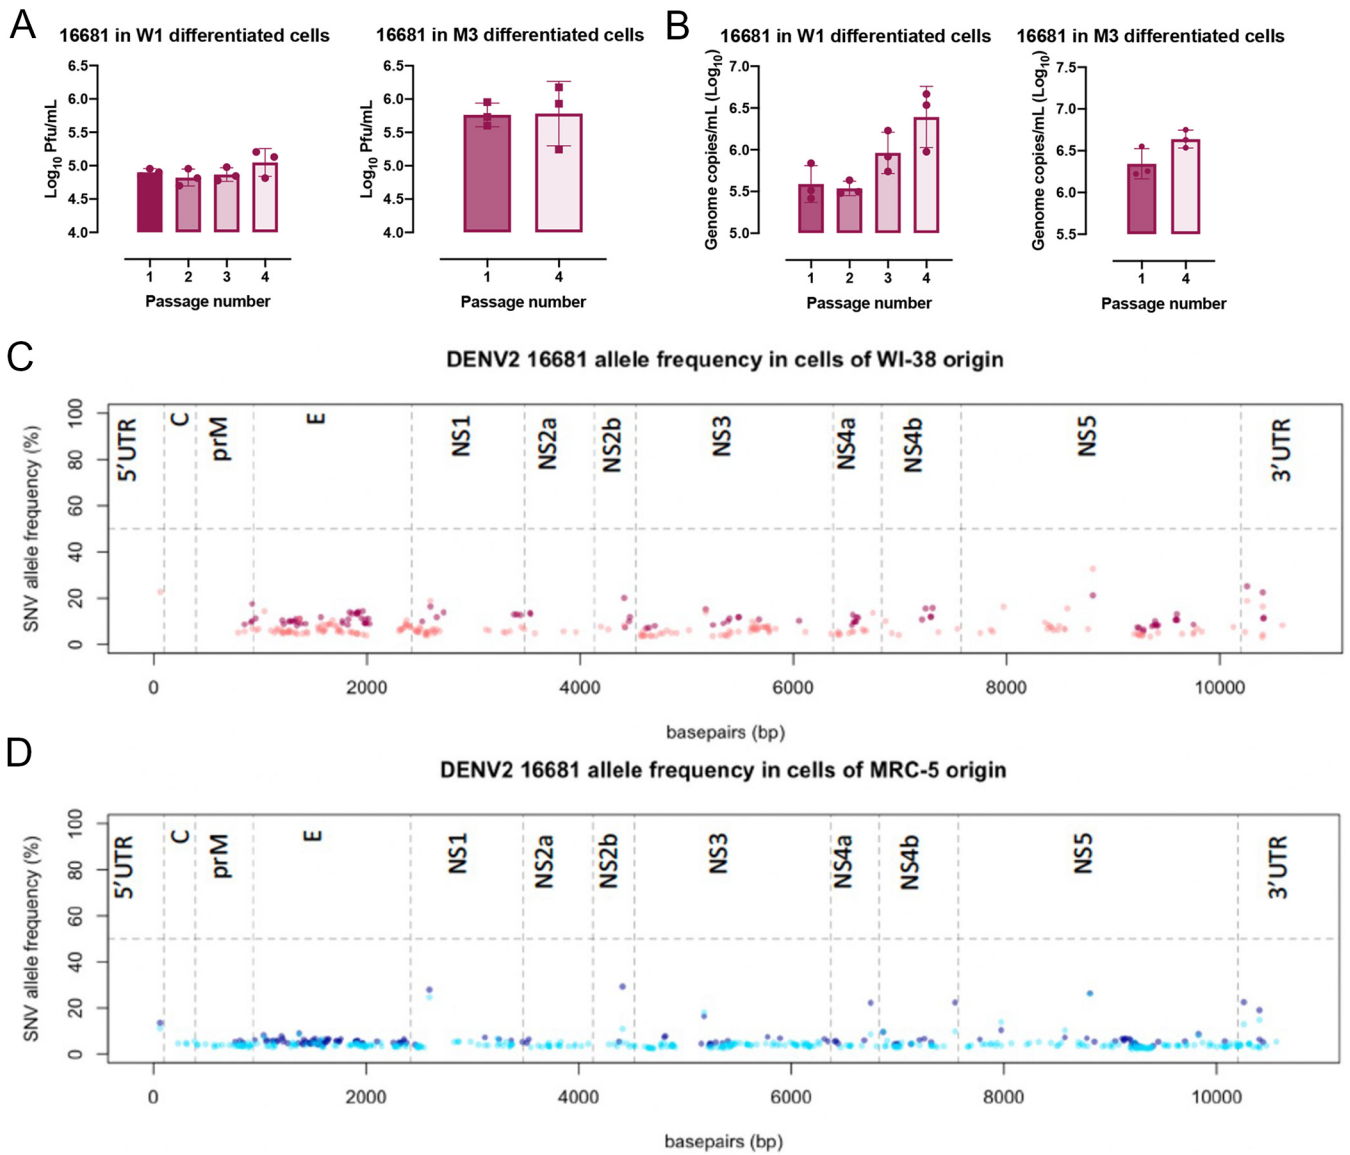 A
16681 in W1 differentiated cells
Log10 Pfu/mL
6.5
6.0
5.5
5.0
4.5
4.0
1 2 3 4
Passage number
16681 in M3 differentiated cells
Log10 Pfu/mL
6.5
6.0
5.5
5.0
4.5
4.0
1 4
Passage number
B
16681 in W1 differentiated cells
Genome copies/mL (Log10)
7.0
6.5
6.0
5.5
5.0
1 2 3 4
Passage number
16681 in M3 differentiated cells
Genome copies/mL (Log10)
7.5
7.0
6.5
6.0
5.5
1 4
Passage number
C
DENV2 16681 allele frequency in cells of WI-38 origin
SNV allele frequency (%)
100
80
60
40
20
0
5'UTR C prM E NS1 NS2a NS2b NS3 NS4a NS4b NS5 3'UTR
0 2000 4000 6000 8000 10000
basepairs (bp)
D
DENV2 16681 allele frequency in cells of MRC-5 origin
SNV allele frequency (%)
100
80
60
40
20
0
5'UTR C prM E NS1 NS2a NS2b NS3 NS4a NS4b NS5 3'UTR
0 2000 4000 6000 8000 10000
basepairs (bp)